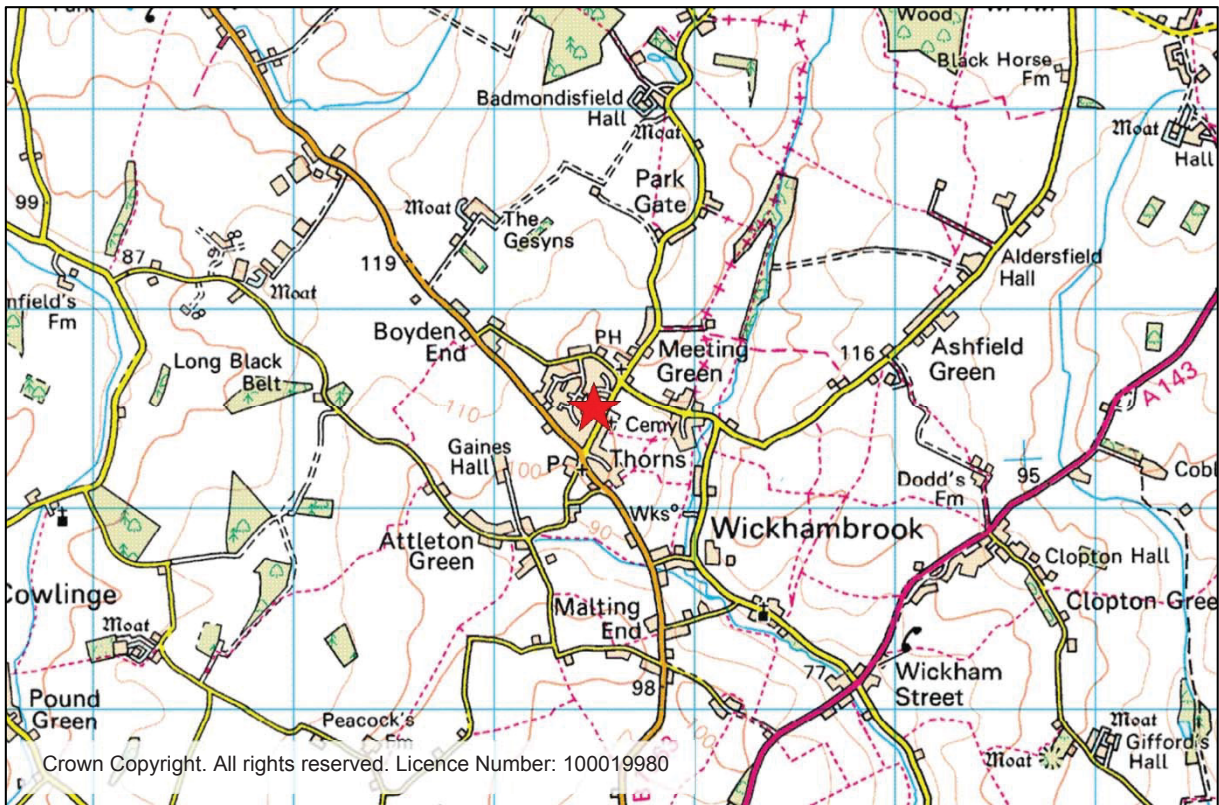 Park
Wood
Black Horse
Fm
Badmondisfield
Hall
Moat
Moat
Hall
Park
Gate
99
Moat
The
Gesyns
119
87
Moat
Aldersfield
Hall
nfield's
Fm
Boyden
End
PH
Meeting
Green
116
Ashfield
Green
Long Black
Belt
110
A143
Cemy
Gaines
Hall
100
P
Thorns
95
Dodd's
Fm
Cobl
Wks
Wickhambrook
90
Attleton
Green
Clopton Hall
Cowlinge
Malting
End
Clopton Gree
Moat
Wickham
Street
77
98
Pound
Green
Peacock's
Fm
100
Moat
Gifford's
Hall
Moat
Crown Copyright. All rights reserved. Licence Number: 100019980